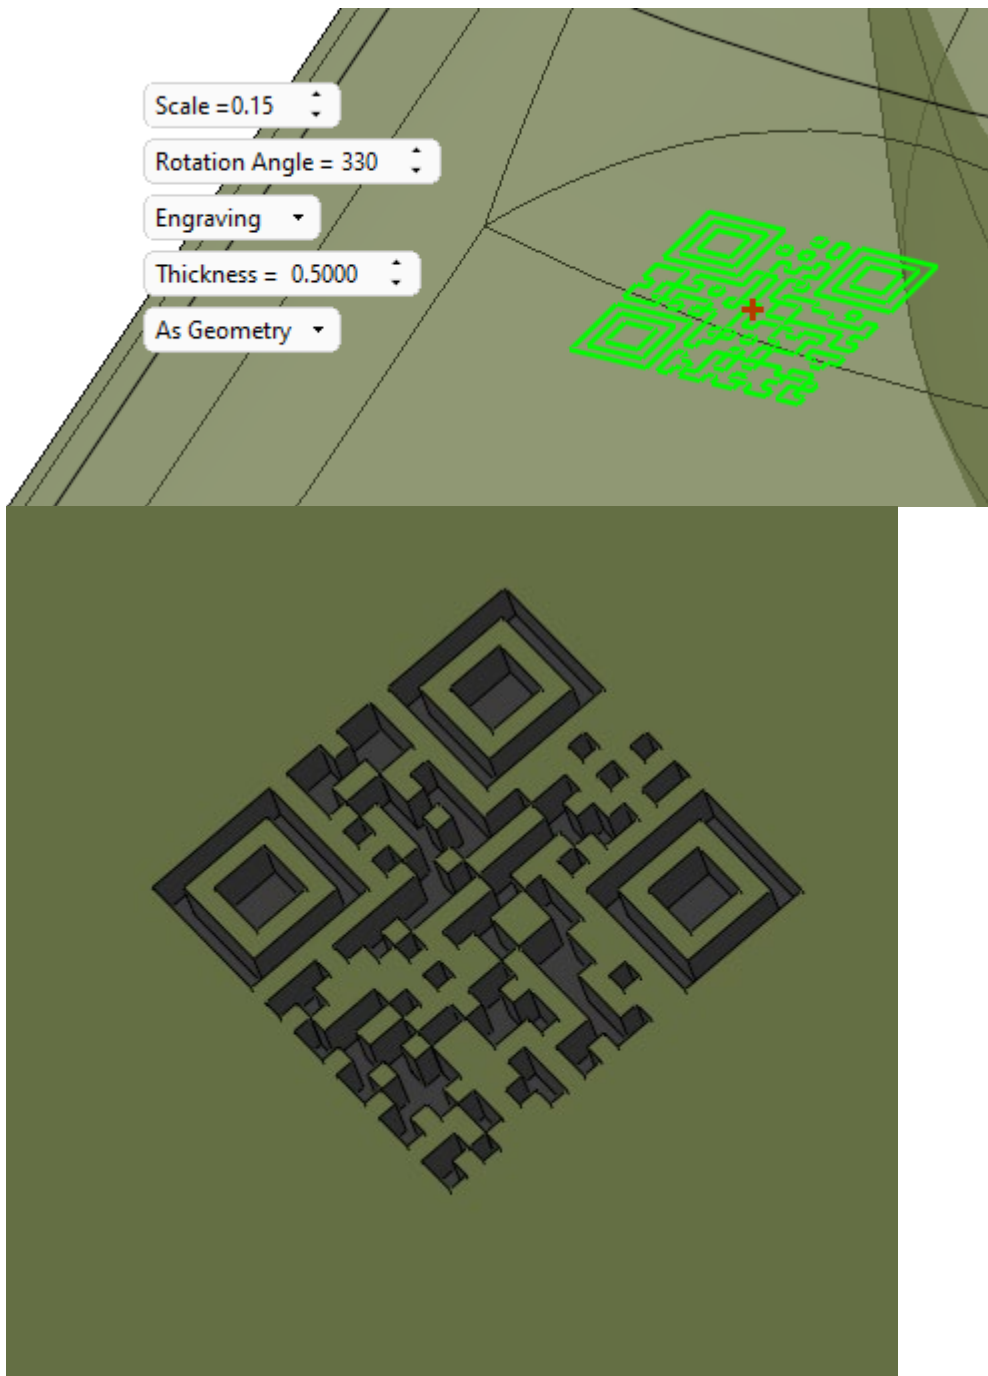 Scale =0.15
Rotation Angle = 330
Engraving
Thickness = 0.5000
As Geometry